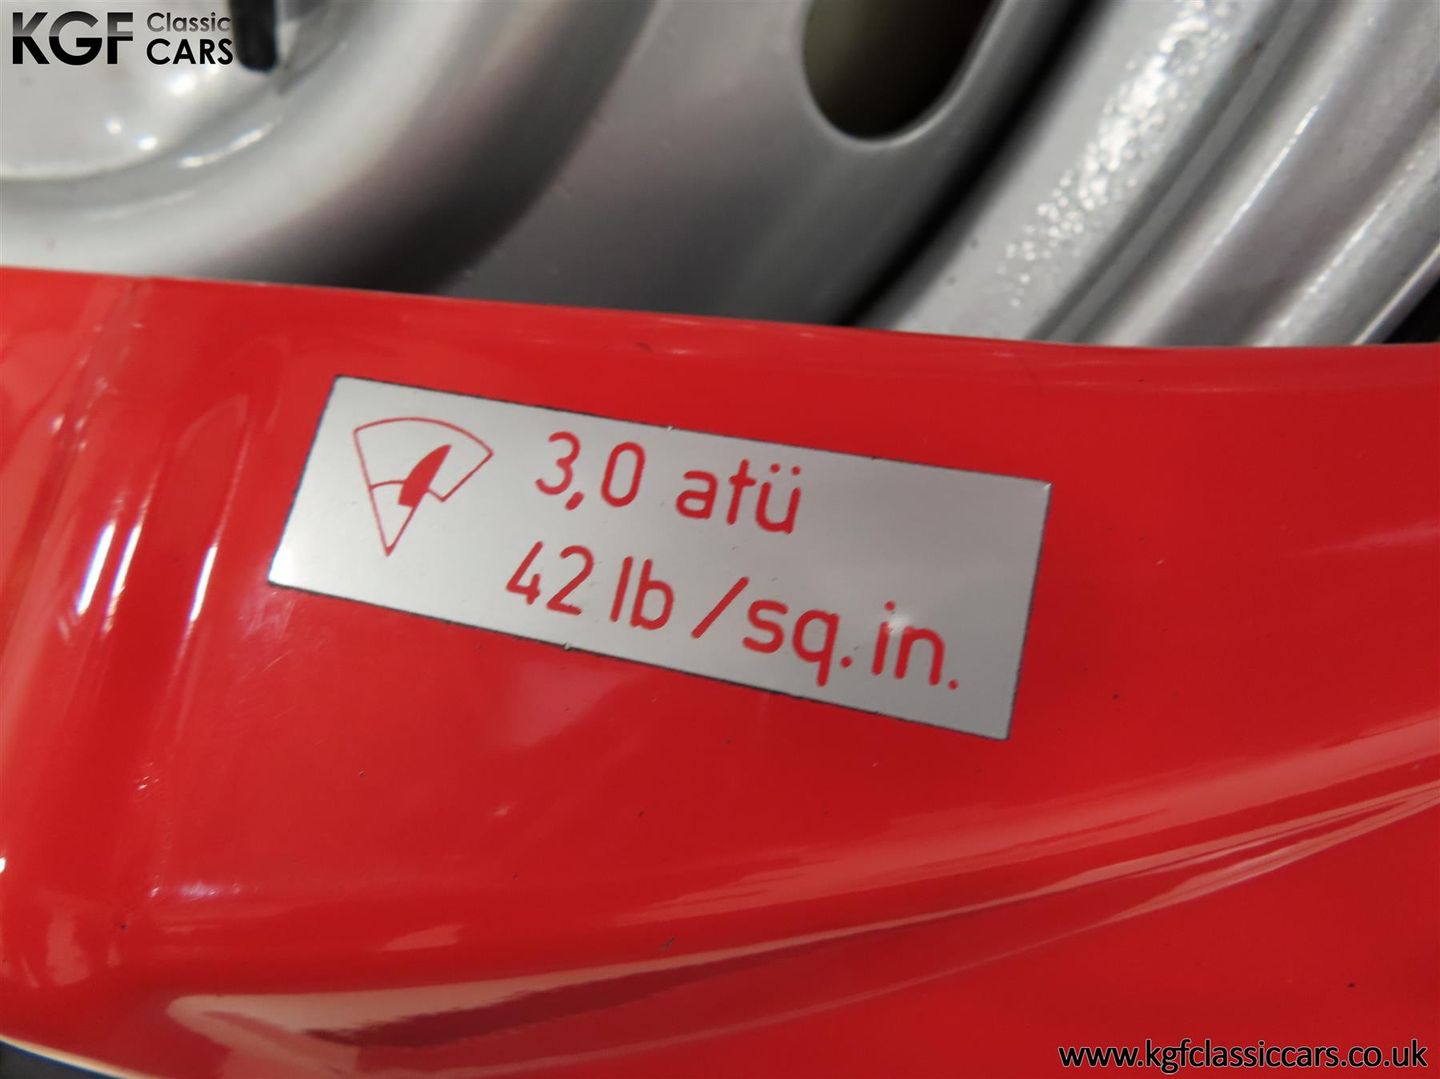 KGF Classic CARS
3,0 atü
42 lb/sq.in.
www.kgfclassiccars.co.uk